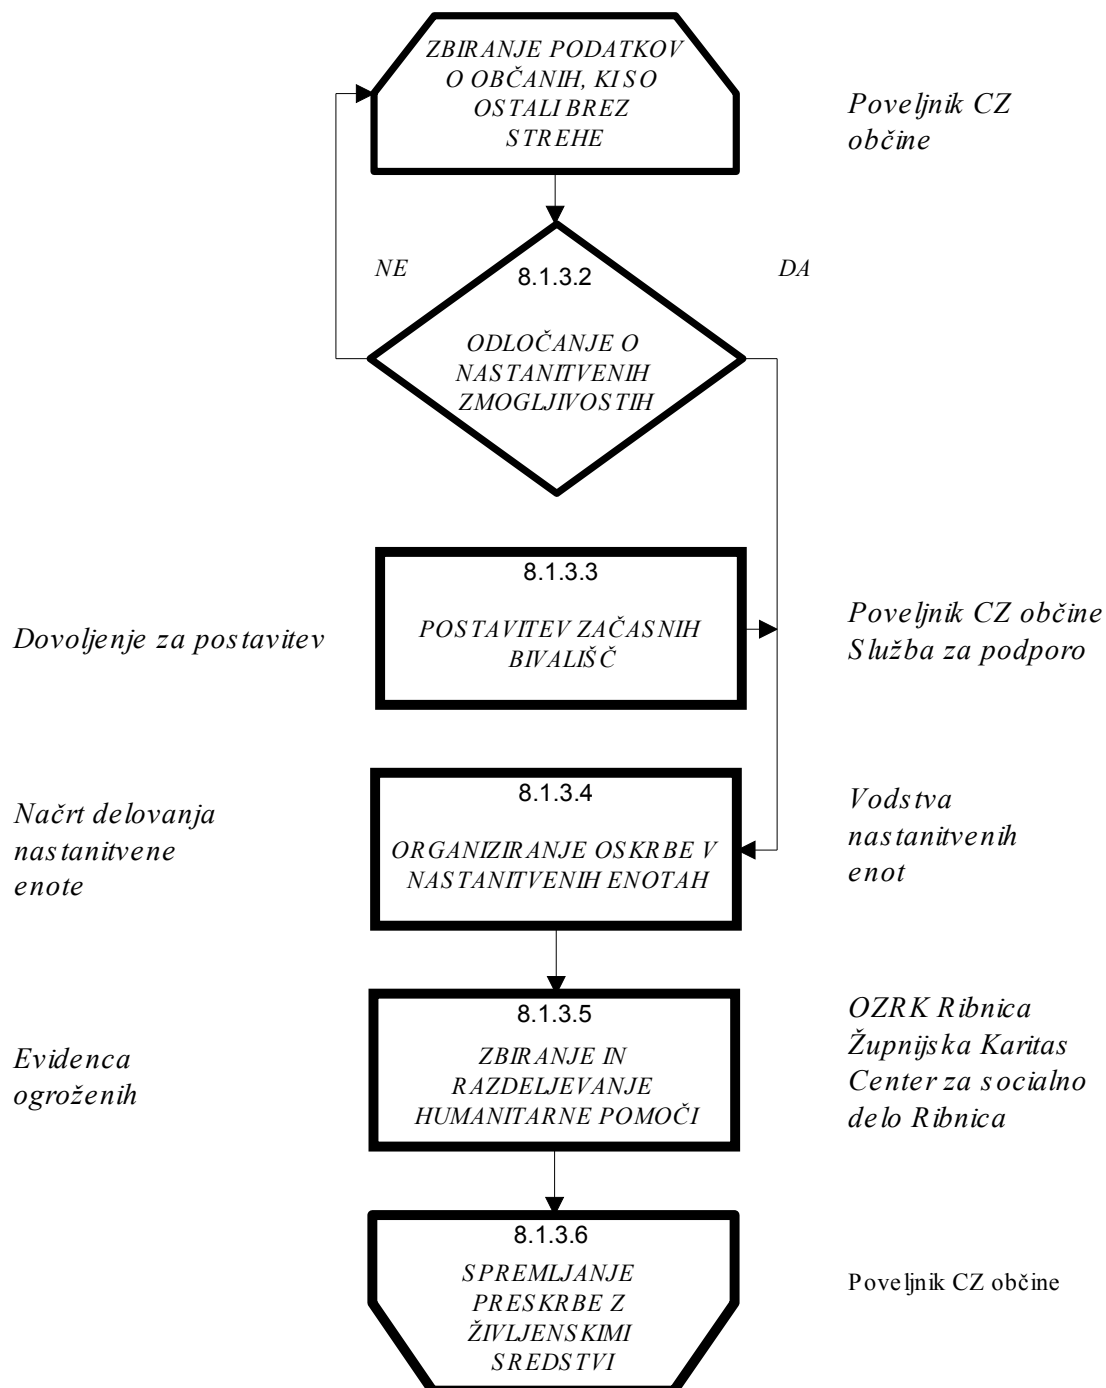 ZBIRANJE PODATKOV
O OBČANIH, KI SO
OSTALI BREZ
STREHE
Poveljnik CZ
občine
NE
DA
8.1.3.2
ODLOČANJE O
NASTANITVENIH
ZMOGLJIVOSTIH
Dovoljenje za postavitev
8.1.3.3
POSTAVITEV ZAČASNIH
BIVALIŠČ
Poveljnik CZ občine
Služba za podporo
Načrt delovanja
nastanitvene
enote
8.1.3.4
ORGANIZIRANJE OSKRBE V
NASTANITVENIH ENOTAH
Vodstva
nastanitvenih
enot
Evidenca
ogroženih
8.1.3.5
ZBIRANJE IN
RAZDELJEVANJE
HUMANITARNE POMOČI
OZRK Ribnica
Župnijska Karitas
Center za socialno
delo Ribnica
8.1.3.6
SPREMLJANJE
PRESKRBE Z
ŽIVLJENSKIMI
SREDSTVI
Poveljnik CZ občine